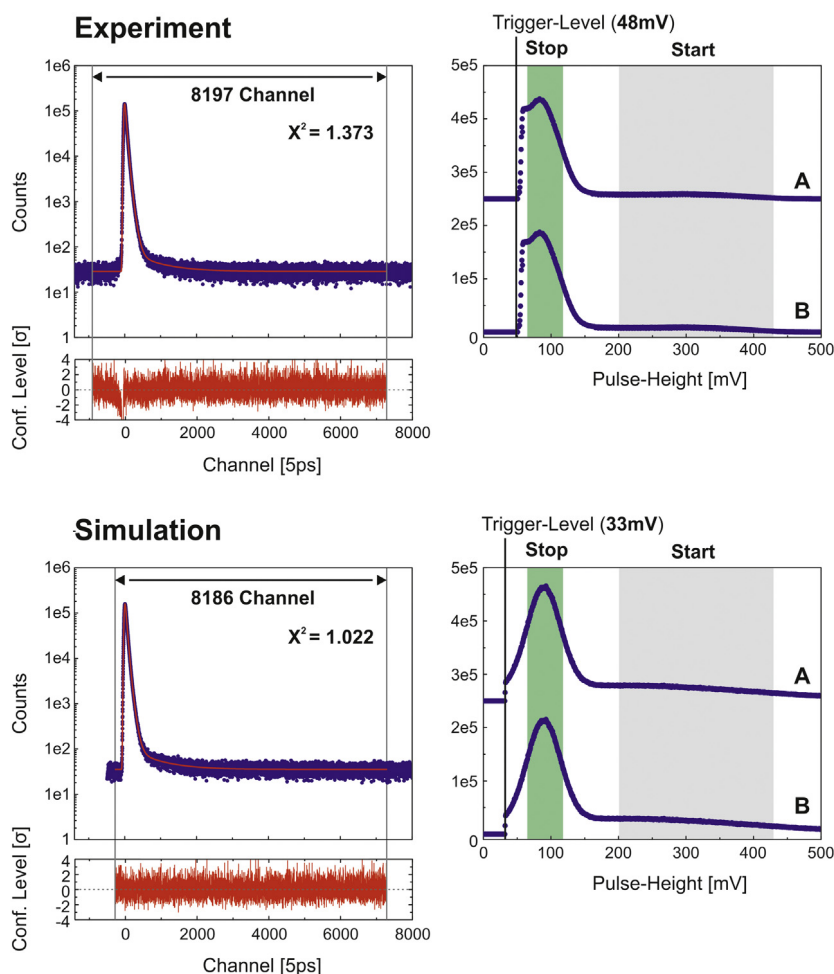 Experiment
Trigger-Level (48mV)
Stop
Start
1e6
1e5
1e4
1e3
1e2
1e1
1
Counts
8197 Channel
X² = 1.373
4
2
0
-2
-4
Conf. Level [σ]
0
2000
4000
6000
8000
Channel [5ps]
5e5
4e5
3e5
2e5
1e5
0
A
B
0
100
200
300
400
500
Pulse-Height [mV]
Simulation
Trigger-Level (33mV)
Stop
Start
1e6
1e5
1e4
1e3
1e2
1e1
1
Counts
8186 Channel
X² = 1.022
4
2
0
-2
-4
Conf. Level [σ]
0
2000
4000
6000
8000
Channel [5ps]
5e5
4e5
3e5
2e5
1e5
0
A
B
0
100
200
300
400
500
Pulse-Height [mV]